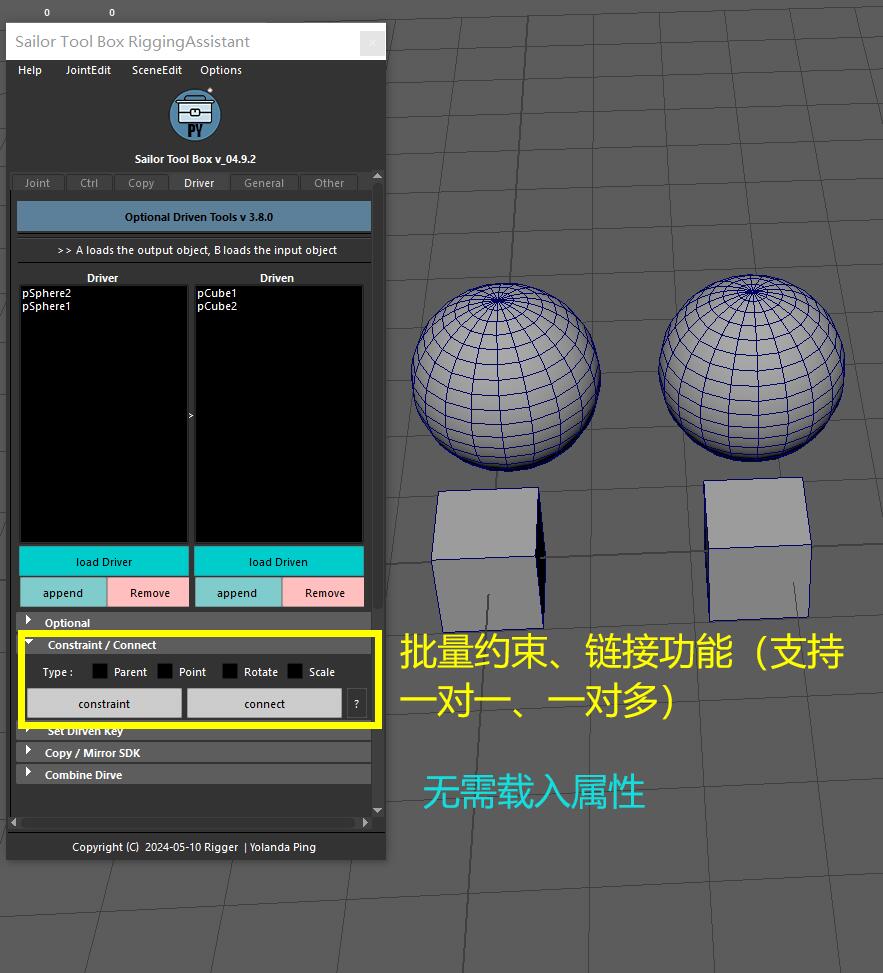 0 0
Sailor Tool Box RiggingAssistant
Help JointEdit SceneEdit Options
PY
Sailor Tool Box v_04.9.2
Joint Ctrl Copy Driver General Other
Optional Driven Tools v 3.8.0
>> A loads the output object, B loads the input object
Driver Driven
pSphere2 pCube1
pSphere1 pCube2
>
load Driver load Driven
append Remove append Remove
Optional
Constraint / Connect
Type : Parent Point Rotate Scale
constraint connect ?
Set Dirven Key
Copy / Mirror SDK
Combine Dirve
Copyright (C) 2024-05-10 Rigger | Yolanda Ping
批量约束、链接功能（支持
一对一、一对多）
无需载入属性